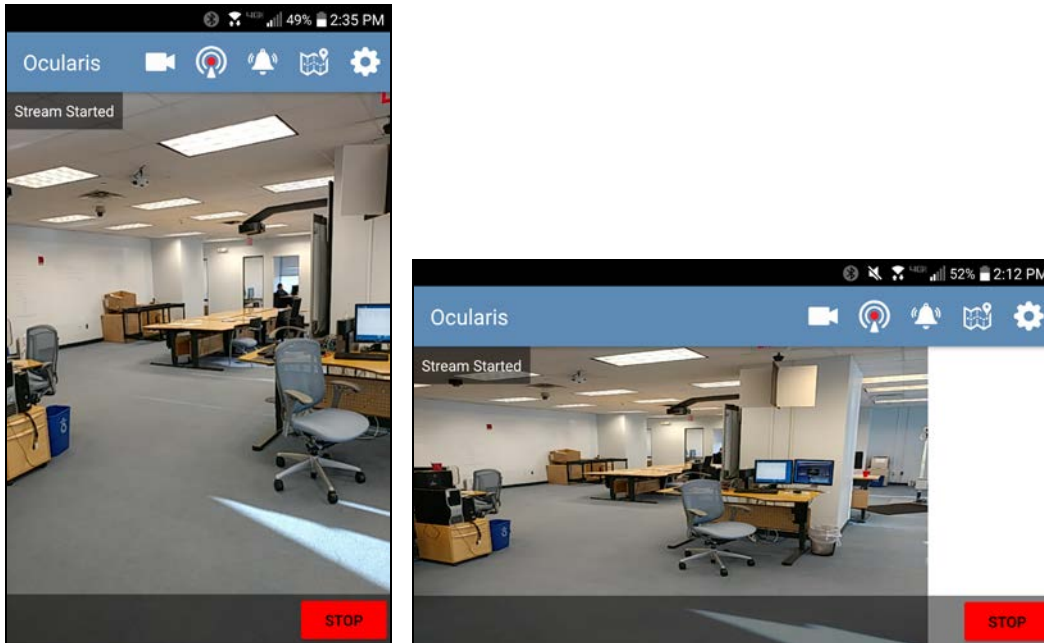 49% 2:35 PM
Ocularis
Stream Started
STOP
52% 2:12 PM
Ocularis
Stream Started
STOP